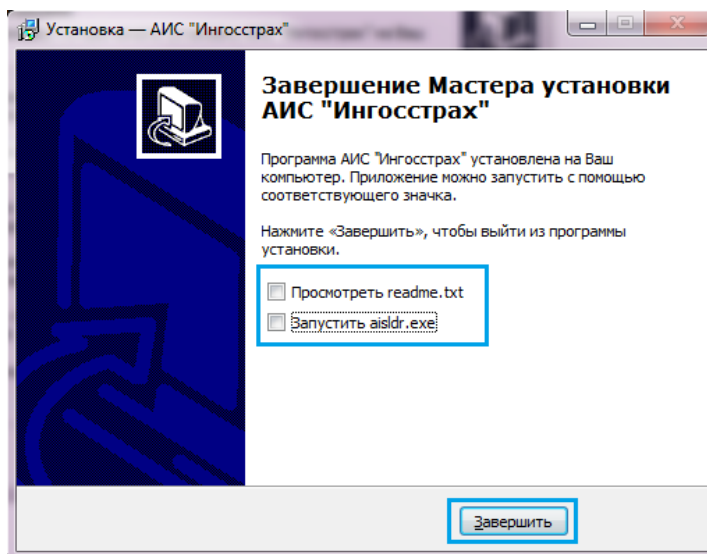 Установка — АИС "Ингосстрах"
Завершение Мастера установки
АИС "Ингосстрах"
Программа АИС "Ингосстрах" установлена на Ваш
компьютер. Приложение можно запустить с помощью
соответствующего значка.
Нажмите «Завершить», чтобы выйти из программы
установки.
Просмотреть readme.txt
Запустить aisldr.exe
Завершить